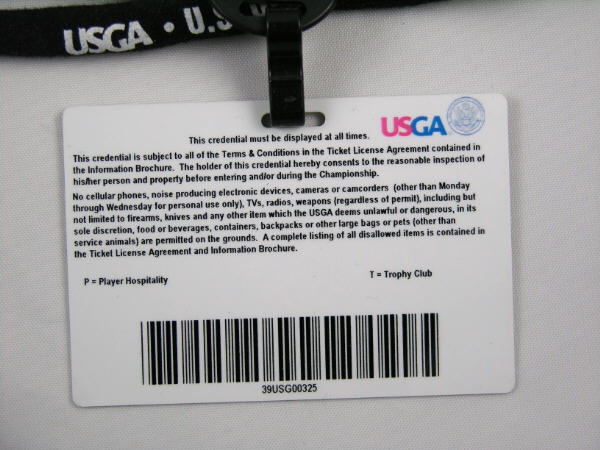 USGA • U.S
USGA
This credential must be displayed at all times.
This credential is subject to all of the Terms & Conditions in the Ticket License Agreement contained in
the Information Brochure. The holder of this credential hereby consents to the reasonable inspection of
his/her person and property before entering and/or during the Championship.
No cellular phones, noise producing electronic devices, cameras or camcorders (other than Monday
through Wednesday for personal use only), TVs, radios, weapons (regardless of permit), including but
not limited to firearms, knives and any other item which the USGA deems unlawful or dangerous, in its
sole discretion, food or beverages, containers, backpacks or other large bags or pets (other than
service animals) are permitted on the grounds. A complete listing of all disallowed items is contained in
the Ticket License Agreement and Information Brochure.
P = Player Hospitality
T = Trophy Club
39USG00325